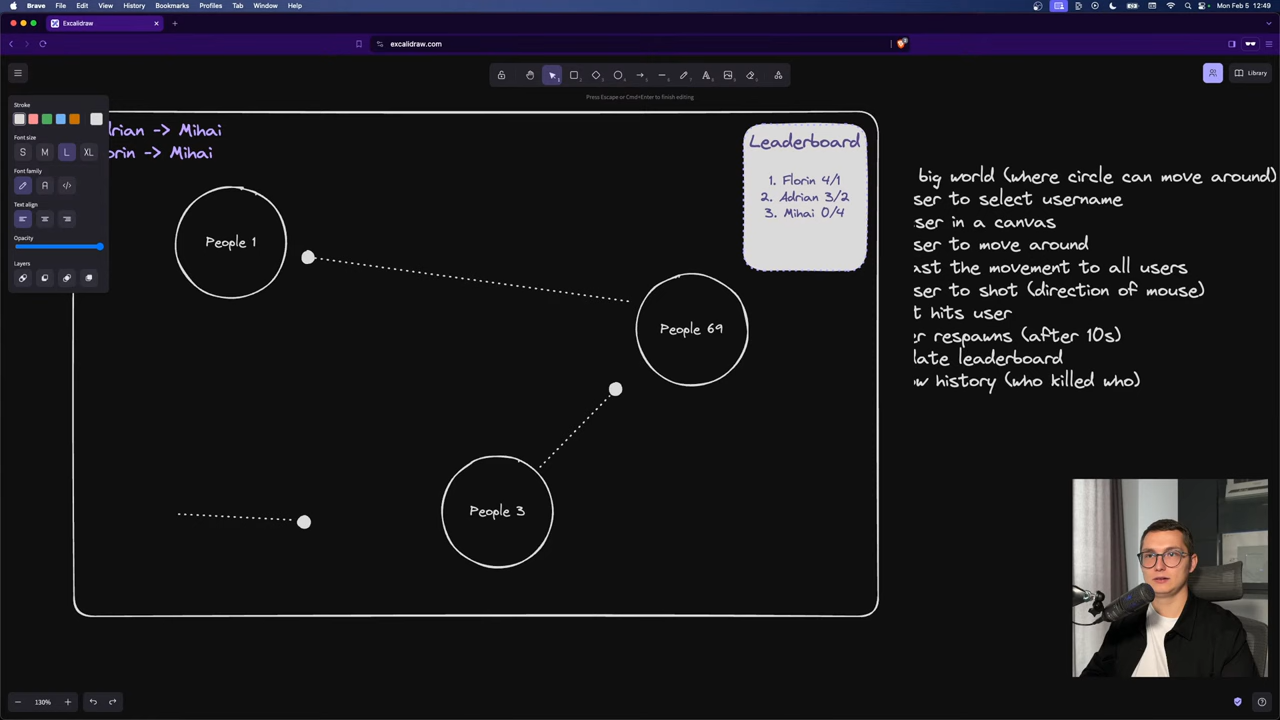 Brave File Edit View History Bookmarks Profiles Tab Window Help
Mon Feb 5 12:49
Excalidraw
excalidraw.com
Library
Press Escape or Cmd+Enter to finish editing
Stroke
Font size
S M L XL
Font family
A
Text align
Opacity
Layers
drian -> Mihai
orin -> Mihai
Leaderboard
1. Florin 4/1
2. Adrian 3/2
3. Mihai 0/4
People 1
People 69
People 3
big world (where circle can move around)
ser to select username
ser in a canvas
ser to move around
ast the movement to all users
ser to shot (direction of mouse)
t hits user
er respawns (after 10s)
date leaderboard
ow history (who killed who)
130%